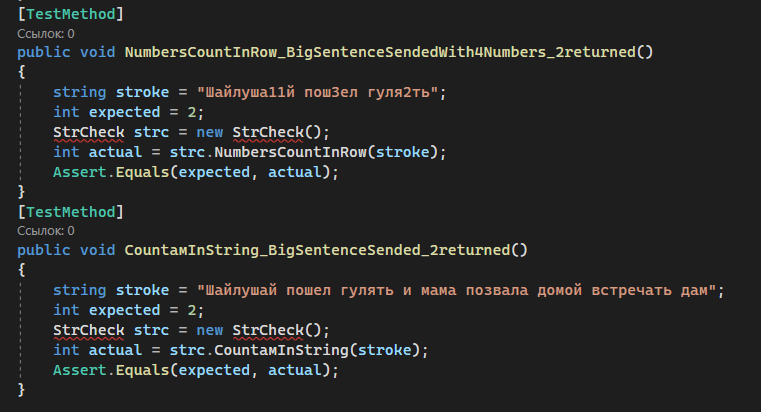 [TestMethod]
Ссылок: 0
public void NumbersCountInRow_BigSentenceSendedWith4Numbers_2returned()
{
string stroke = "Шайлуша11й пош3ел гуля2ть";
int expected = 2;
StrCheck strc = new StrCheck();
int actual = strc.NumbersCountInRow(stroke);
Assert.Equals(expected, actual);
}
[TestMethod]
Ссылок: 0
public void CountамInString_BigSentenceSended_2returned()
{
string stroke = "Шайлушай пошел гулять и мама позвала домой встречать дам";
int expected = 2;
StrCheck strc = new StrCheck();
int actual = strc.CountамInString(stroke);
Assert.Equals(expected, actual);
}